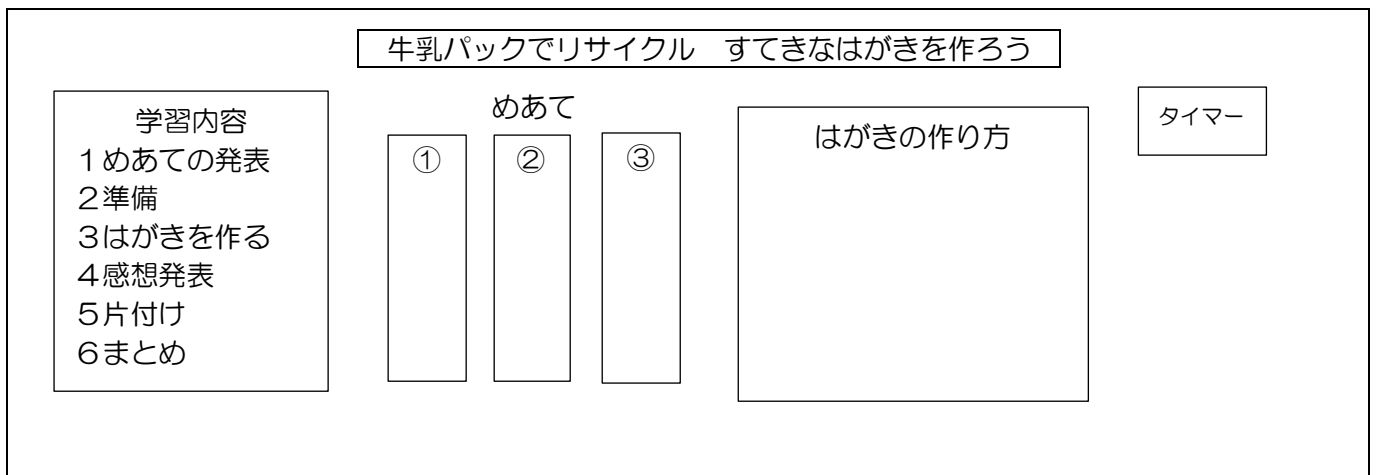 牛乳パックでリサイクル　すてきなはがきを作ろう
学習内容
１めあての発表
２準備
３はがきを作る
４感想発表
５片付け
６まとめ
めあて
①
②
③
はがきの作り方
タイマー